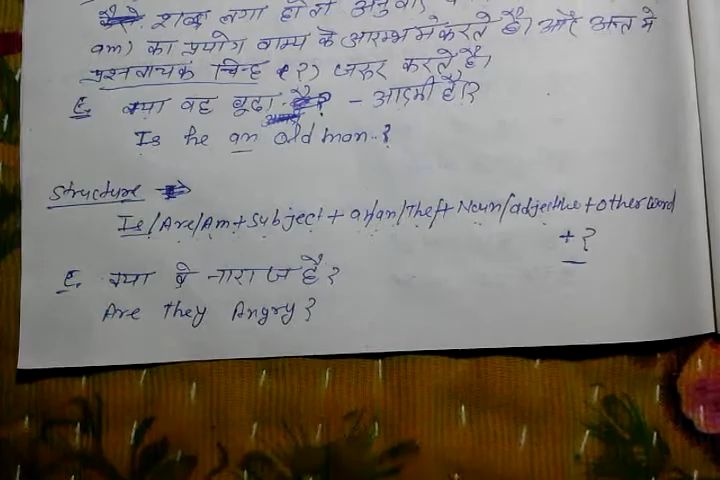 शब्द लगा हो तो अनुवाद
am) का प्रयोग वाक्य के आरम्भ मे करते है। और अन्त मे
प्रश्नवाचक चिन्ह (?) जरूर करते है।
E. क्या वह बूढा - आदमी है।?
Is he an old man..?
Structure →
Is/Are/Am+Subject + a/an/The+ Noun/adjective + other word
+ ?
E. क्या वे नाराज है?
Are they Angry?